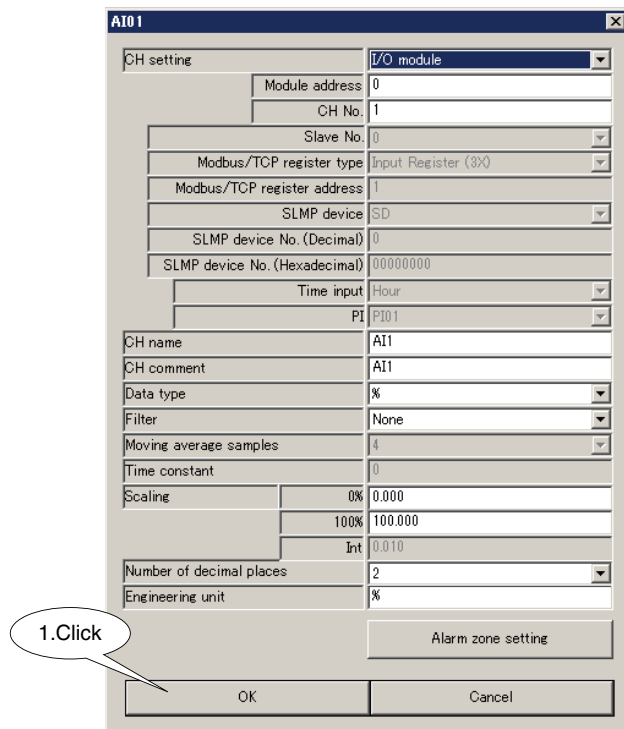 AI01
CH setting I/O module
Module address 0
CH No. 1
Slave No. 0
Modbus/TCP register type Input Register (3X)
Modbus/TCP register address 1
SLMP device SD
SLMP device No.(Decimal) 0
SLMP device No.(Hexadecimal) 00000000
Time input Hour
PI PI01
CH name AI1
CH comment AI1
Data type %
Filter None
Moving average samples 4
Time constant 0
Scaling 0% 0.000
100% 100.000
Int 0.010
Number of decimal places 2
Engineering unit %
1.Click
Alarm zone setting
OK Cancel